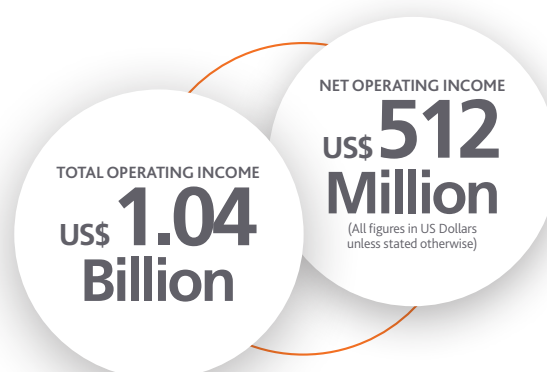 TOTAL OPERATING INCOME
US$ 1.04
Billion
NET OPERATING INCOME
US$ 512
Million
(All figures in US Dollars
unless stated otherwise)